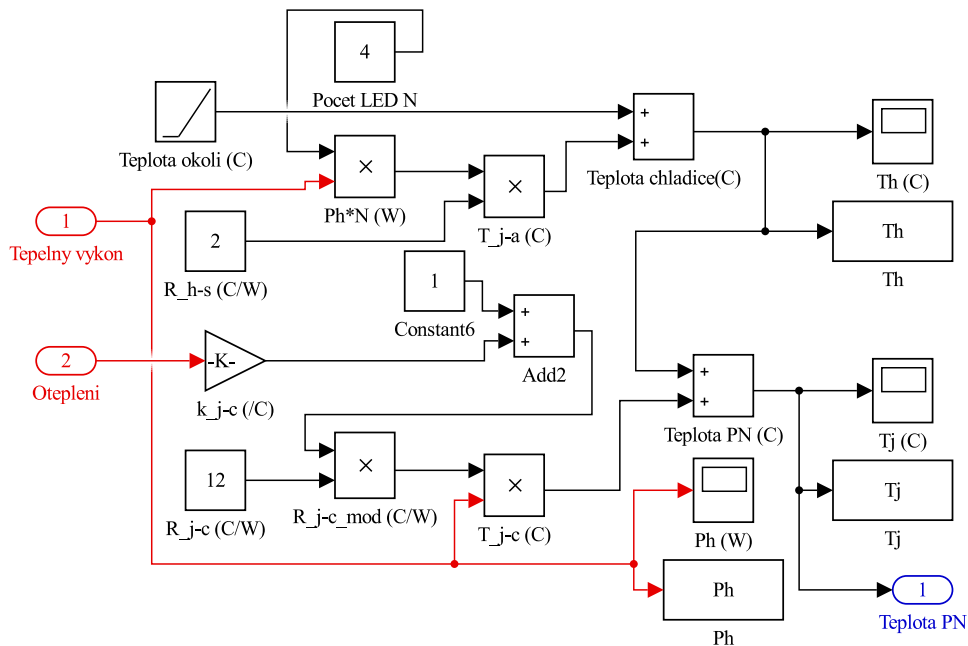 4
Pocet LED N
Teplota okoli (C)
×
Ph*N (W)
×
T_j-a (C)
+
+
Teplota chladice(C)
Th (C)
Th
Th
1
Tepelny vykon
2
R_h-s (C/W)
1
Constant6
+
+
Add2
2
Otepleni
-K-
k_j-c (/C)
+
+
Teplota PN (C)
Tj (C)
12
R_j-c (C/W)
×
R_j-c_mod (C/W)
×
T_j-c (C)
Ph (W)
Tj
Tj
Ph
Ph
1
Teplota PN